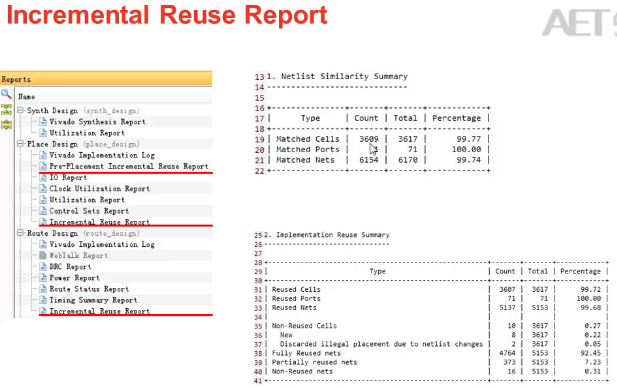 Incremental Reuse Report
AET
Reports
Name
Synth Design (synth_design)
Vivado Synthesis Report
Utilization Report
Place Design (place_design)
Vivado Implementation Log
Pre-Placement Incremental Reuse Report
IO Report
Clock Utilization Report
Utilization Report
Control Sets Report
Incremental Reuse Report
Route Design (route_design)
Vivado Implementation Log
WebTalk Report
DRC Report
Power Report
Route Status Report
Timing Summary Report
Incremental Reuse Report
13 1. Netlist Similarity Summary
14 ----------------------------
15
16 +---------------+-------+-------+------------+
17 | Type | Count | Total | Percentage |
18 +---------------+-------+-------+------------+
19 | Matched Cells | 3609 | 3617 | 99.77 |
20 | Matched Ports | | 71 | 100.00 |
21 | Matched Nets | 6154 | 6170 | 99.74 |
22 +---------------+-------+-------+------------+
25 2. Implementation Reuse Summary
26 -------------------------------
27
28 +------------------------------------------------------+-------+-------+------------+
29 | Type | Count | Total | Percentage |
30 +------------------------------------------------------+-------+-------+------------+
31 | Reused Cells | 3607 | 3617 | 99.72 |
32 | Reused Ports | 71 | 71 | 100.00 |
33 | Reused Nets | 5137 | 5153 | 99.68 |
34 | | | | |
35 | Non-Reused Cells | 10 | 3617 | 0.27 |
36 | New | 8 | 3617 | 0.22 |
37 | Discarded illegal placement due to netlist changes | 2 | 3617 | 0.05 |
38 | Fully Reused nets | 4764 | 5153 | 92.45 |
39 | Partially reused nets | 373 | 5153 | 7.23 |
40 | Non-Reused nets | 16 | 5153 | 0.31 |
41 +------------------------------------------------------+-------+-------+------------+